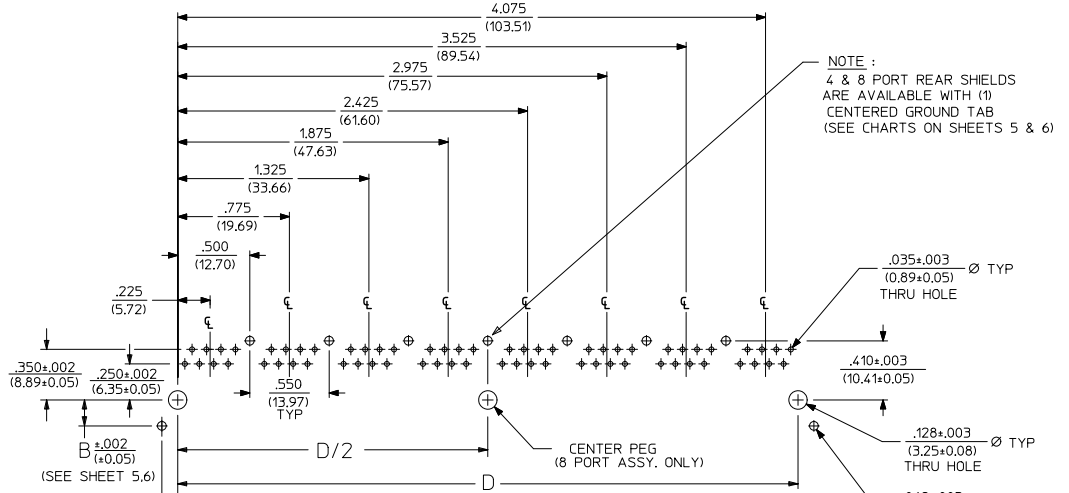 4.075
(103.51)
3.525
(89.54)
2.975
(75.57)
2.425
(61.60)
1.875
(47.63)
1.325
(33.66)
.775
(19.69)
.500
(12.70)
.225
(5.72)
NOTE :
4 & 8 PORT REAR SHIELDS
ARE AVAILABLE WITH (1)
CENTERED GROUND TAB
(SEE CHARTS ON SHEETS 5 & 6)
.035±.003
(0.89±0.05) Ø TYP
THRU HOLE
℄ ℄ ℄ ℄ ℄ ℄ ℄
℄
.350±.002
(8.89±0.05)
.250±.002
(6.35±0.05)
.550
(13.97)
TYP
.410±.003
(10.41±0.05)
B ±.002
(±0.05)
(SEE SHEET 5,6)
D/2
CENTER PEG
(8 PORT ASSY. ONLY)
.128±.003
(3.25±0.08) Ø TYP
THRU HOLE
D